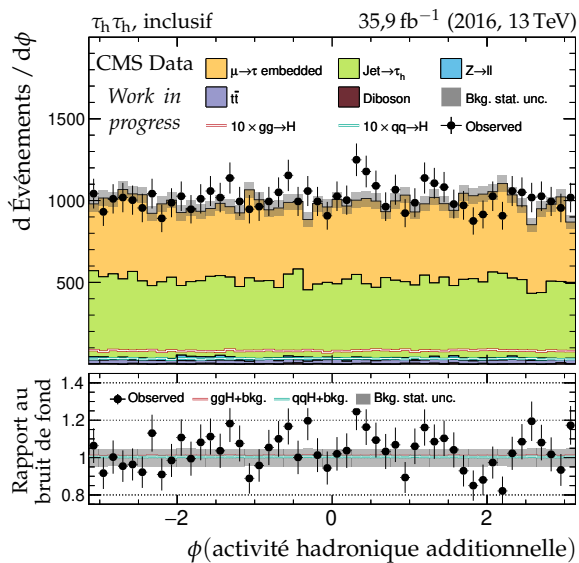 τₕτₕ, inclusif 35,9 fb⁻¹ (2016, 13 TeV)
d Événements / dϕ
CMS Data
Work in
progress
μ→τ embedded Jet→τₕ Z→ll
tt̄ Diboson Bkg. stat. unc.
10 × gg→H 10 × qq→H Observed
1500
1000
500
Rapport au
bruit de fond
Observed ggH+bkg. qqH+bkg. Bkg. stat. unc.
1.4
1.2
1
0.8
−2 0 2
ϕ(activité hadronique additionnelle)